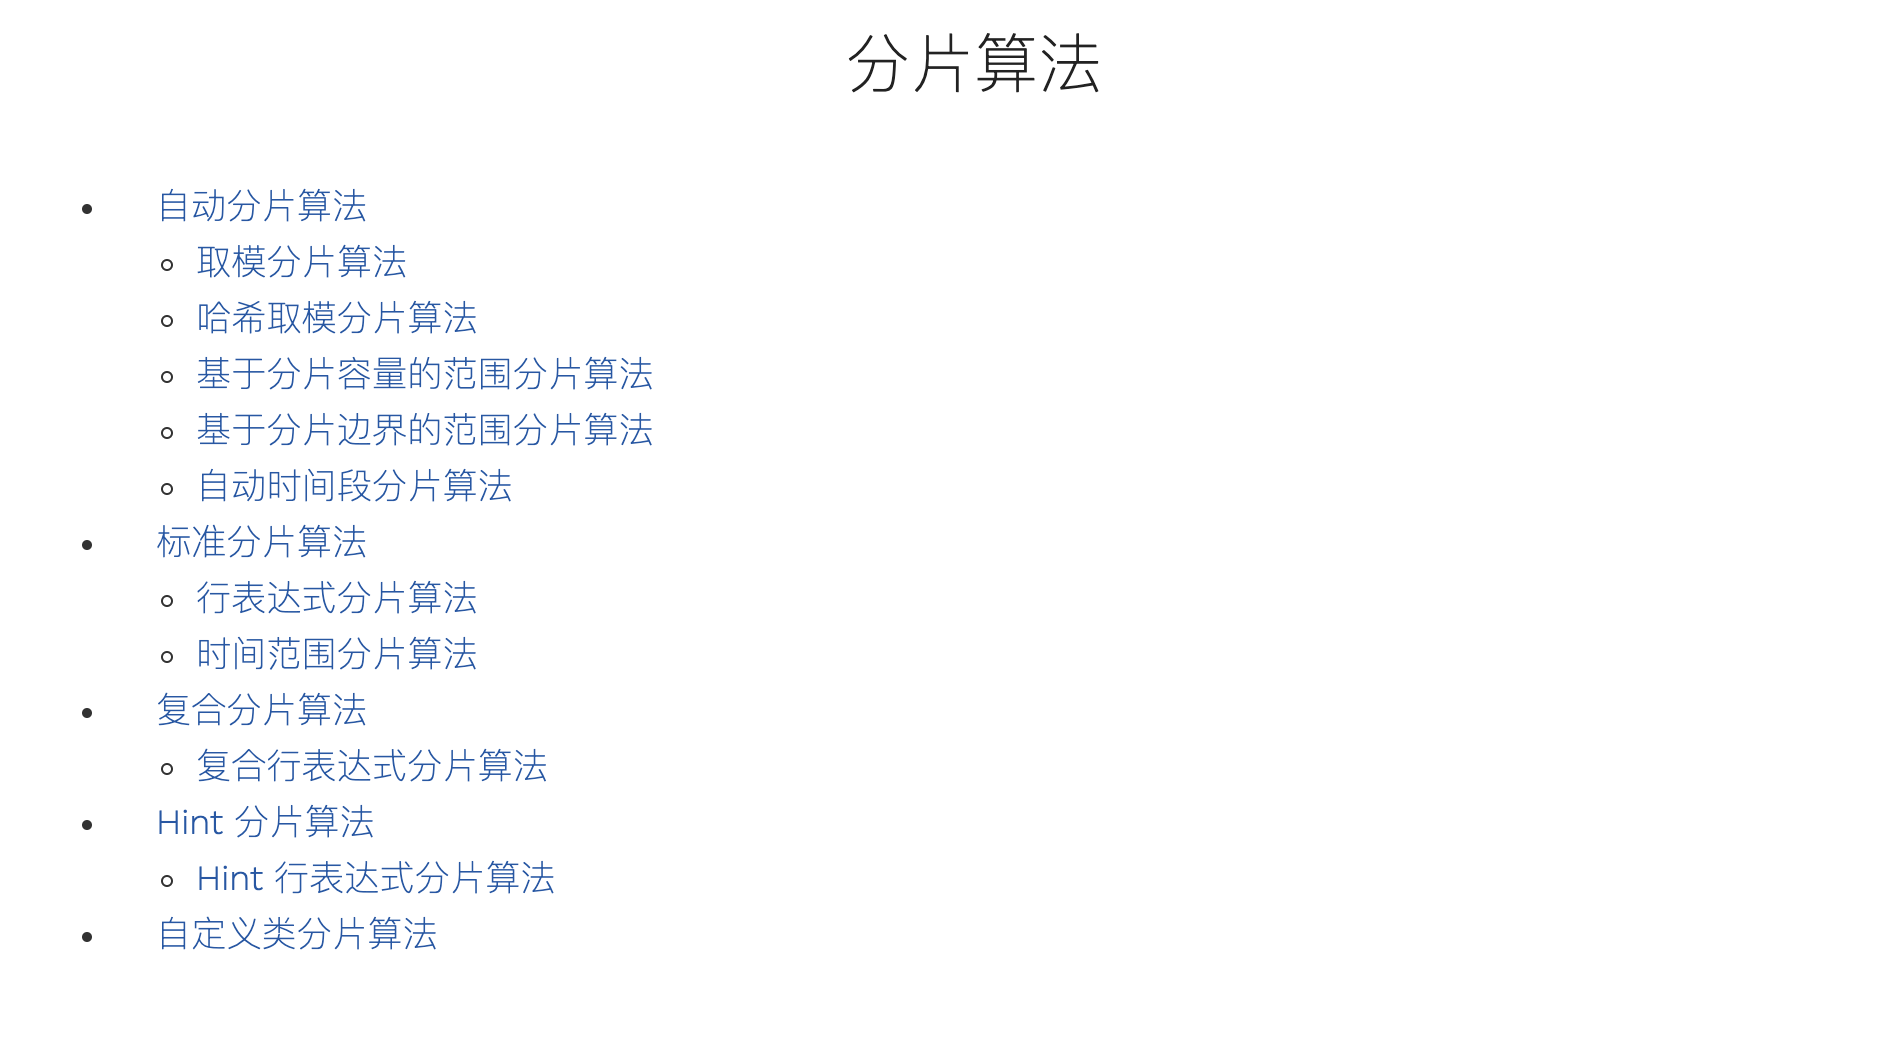 分片算法
自动分片算法
取模分片算法
哈希取模分片算法
基于分片容量的范围分片算法
基于分片边界的范围分片算法
自动时间段分片算法
标准分片算法
行表达式分片算法
时间范围分片算法
复合分片算法
复合行表达式分片算法
Hint 分片算法
Hint 行表达式分片算法
自定义类分片算法